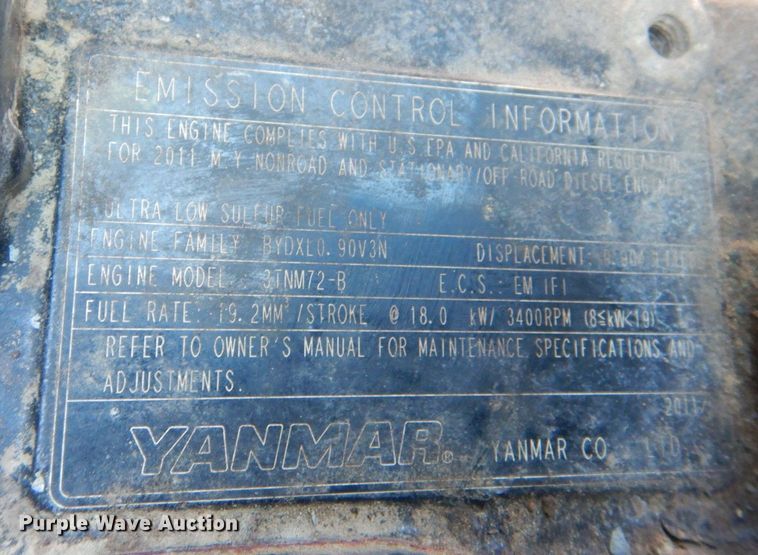 EMISSION CONTROL INFORMATION
THIS ENGINE COMPLIES WITH U.S EPA AND CALIFORNIA REGULATION
FOR 2011 M.Y. NONROAD AND STATIONARY/OFF ROAD DIESEL ENGINES
ULTRA LOW SULFUR FUEL ONLY
ENGINE FAMILY: BYDXL0.90V3N DISPLACEMENT:
ENGINE MODEL: 3TNM72-B E.C.S.: EM IFI
FUEL RATE: 19.2MM³/STROKE @ 18.0 kW/ 3400RPM (8≤kW<19)
REFER TO OWNER'S MANUAL FOR MAINTENANCE SPECIFICATIONS AND
ADJUSTMENTS.
2011
YANMAR® YANMAR CO., LTD.
Purple Wave Auction